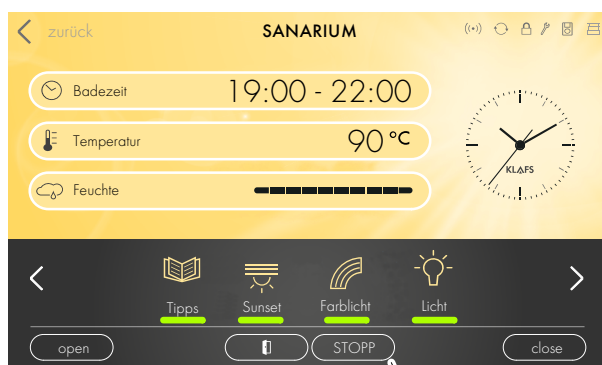 zurück
SANARIUM
Badezeit 19:00 - 22:00
Temperatur 90 °C
Feuchte
KLAFS
Tipps Sunset Farblicht Licht
open STOPP close